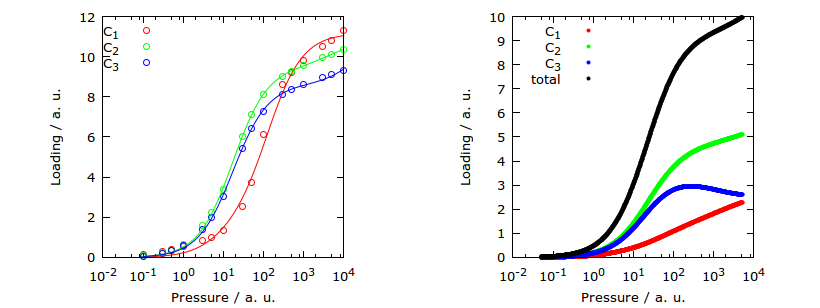 12
10
8
6
4
2
0
Loading / a. u.
C1
C2
C3
10-2 10-1 100 101 102 103 104
Pressure / a. u.
10
9
8
7
6
5
4
3
2
1
0
Loading / a. u.
C1
C2
C3
total
10-2 10-1 100 101 102 103 104
Pressure / a. u.